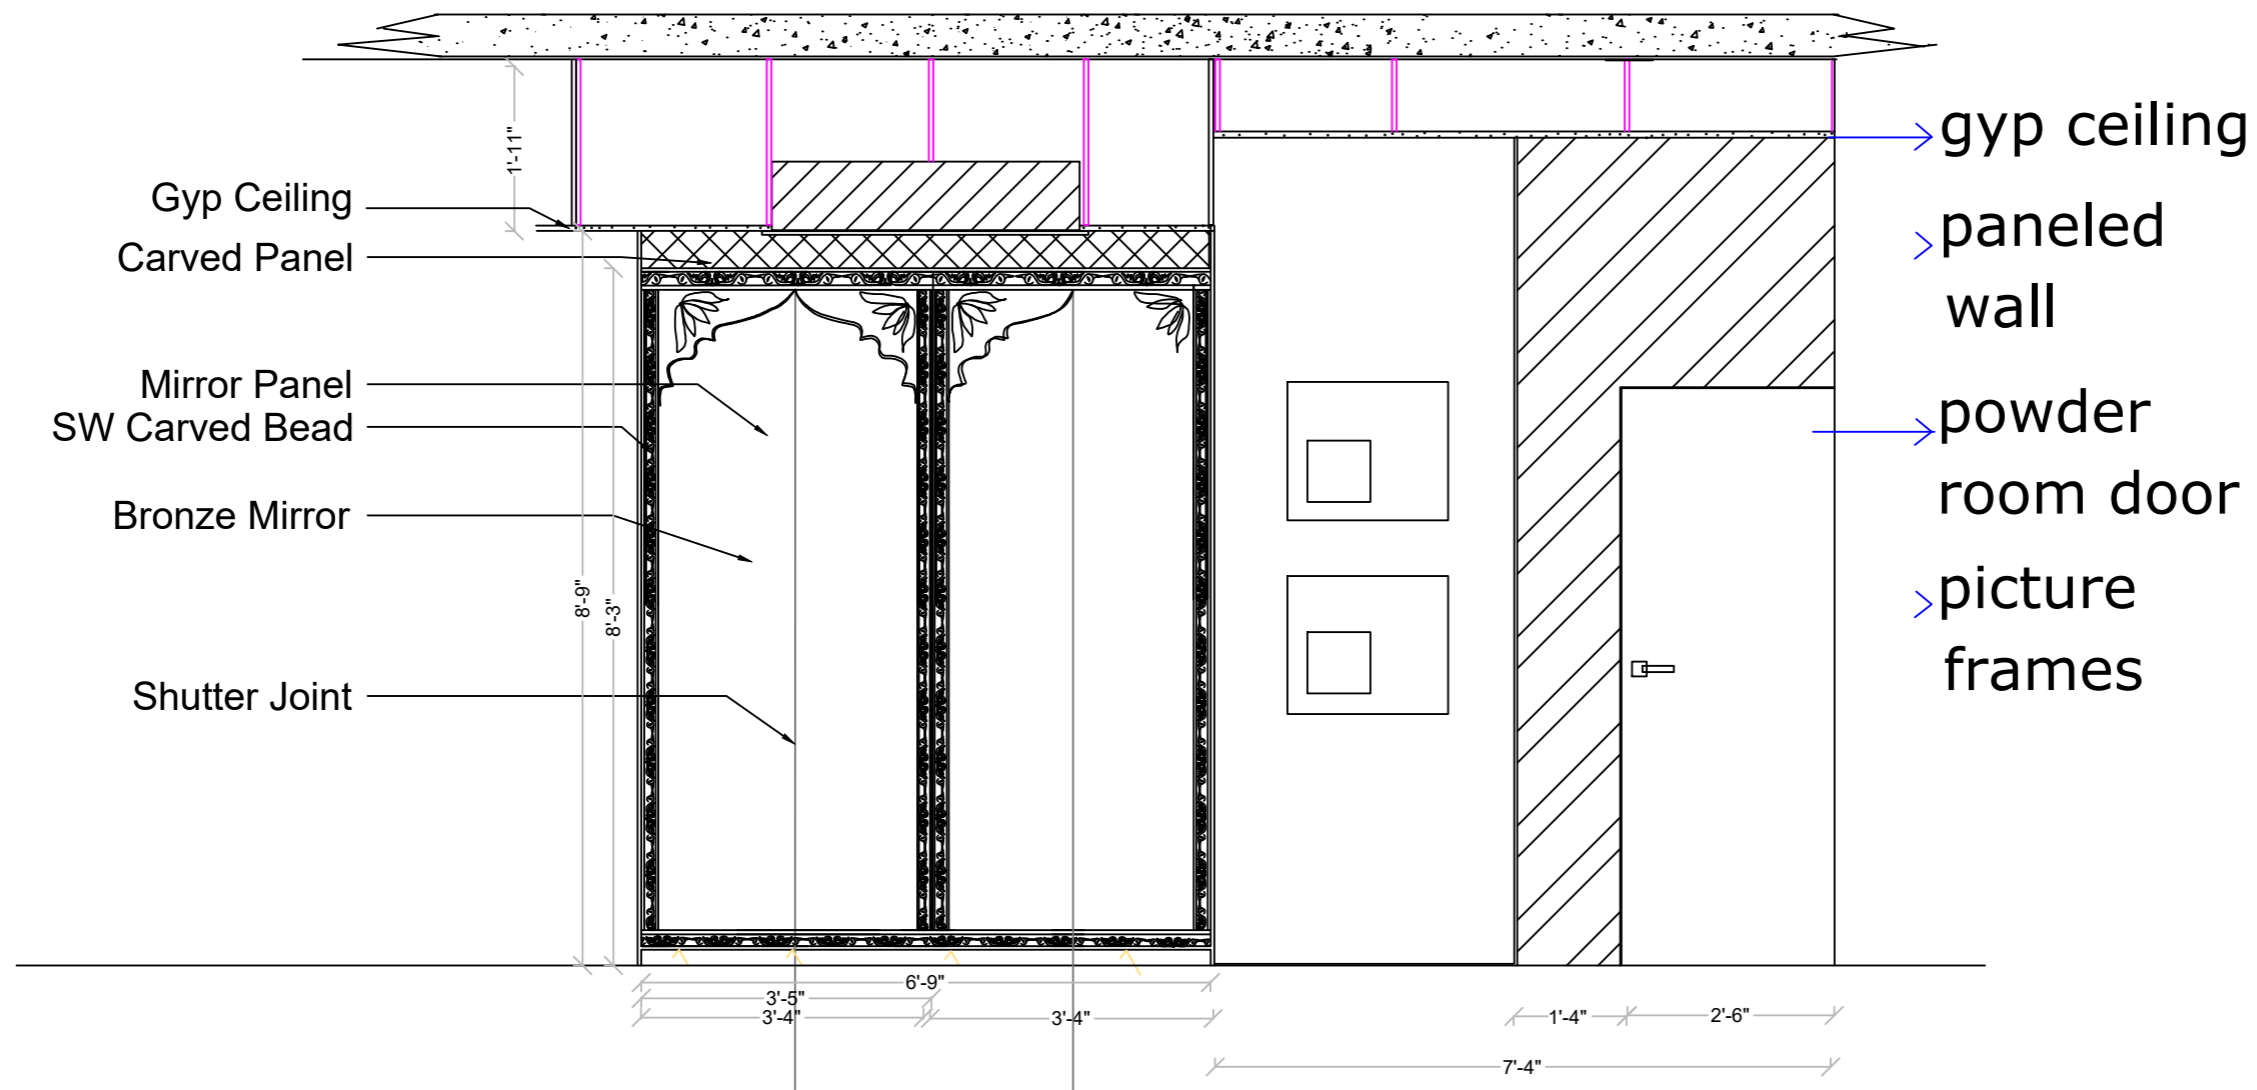 gyp ceiling
1'-11"
Gyp Ceiling
paneled
wall
Carved Panel
Mirror Panel
powder
SW Carved Bead
room door
Bronze Mirror
8'-9"
8'-3"
picture
frames
Shutter Joint
6'-9"
3'-5"
3'-4"
3'-4"
1'-4"
2'-6"
7'-4"